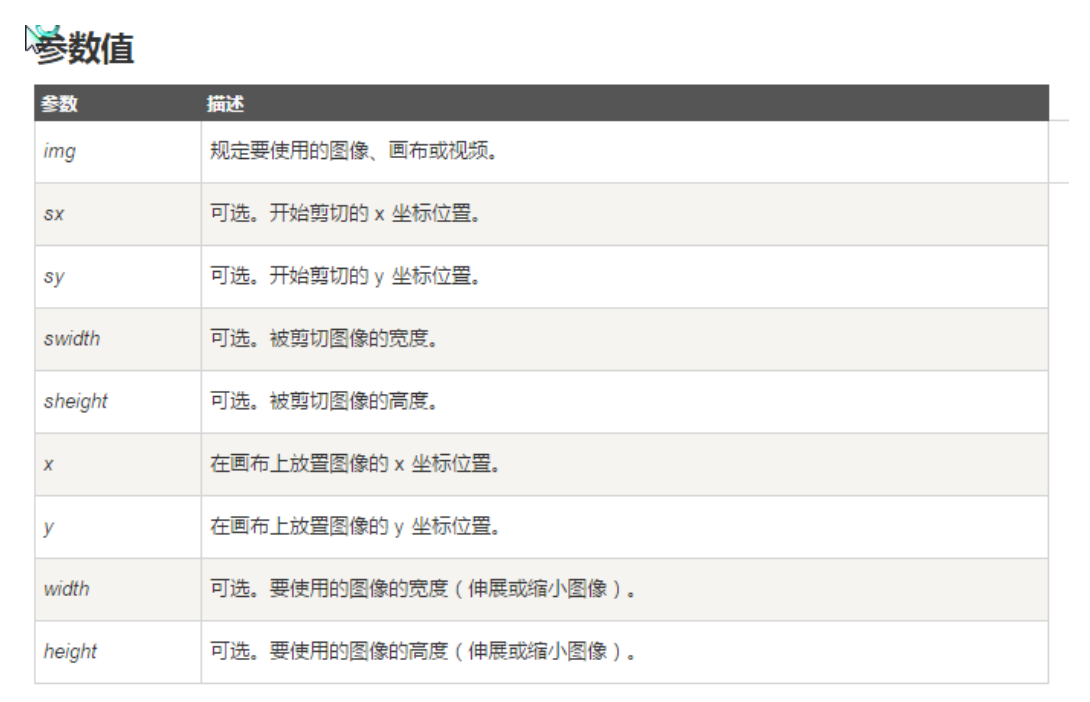 参数值
参数 描述
img 规定要使用的图像、画布或视频。
sx 可选。开始剪切的 x 坐标位置。
sy 可选。开始剪切的 y 坐标位置。
swidth 可选。被剪切图像的宽度。
sheight 可选。被剪切图像的高度。
x 在画布上放置图像的 x 坐标位置。
y 在画布上放置图像的 y 坐标位置。
width 可选。要使用的图像的宽度（伸展或缩小图像）。
height 可选。要使用的图像的高度（伸展或缩小图像）。